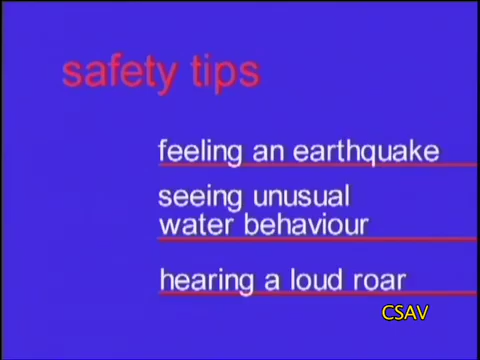 safety tips
feeling an earthquake
seeing unusual
water behaviour
hearing a loud roar
CSAV